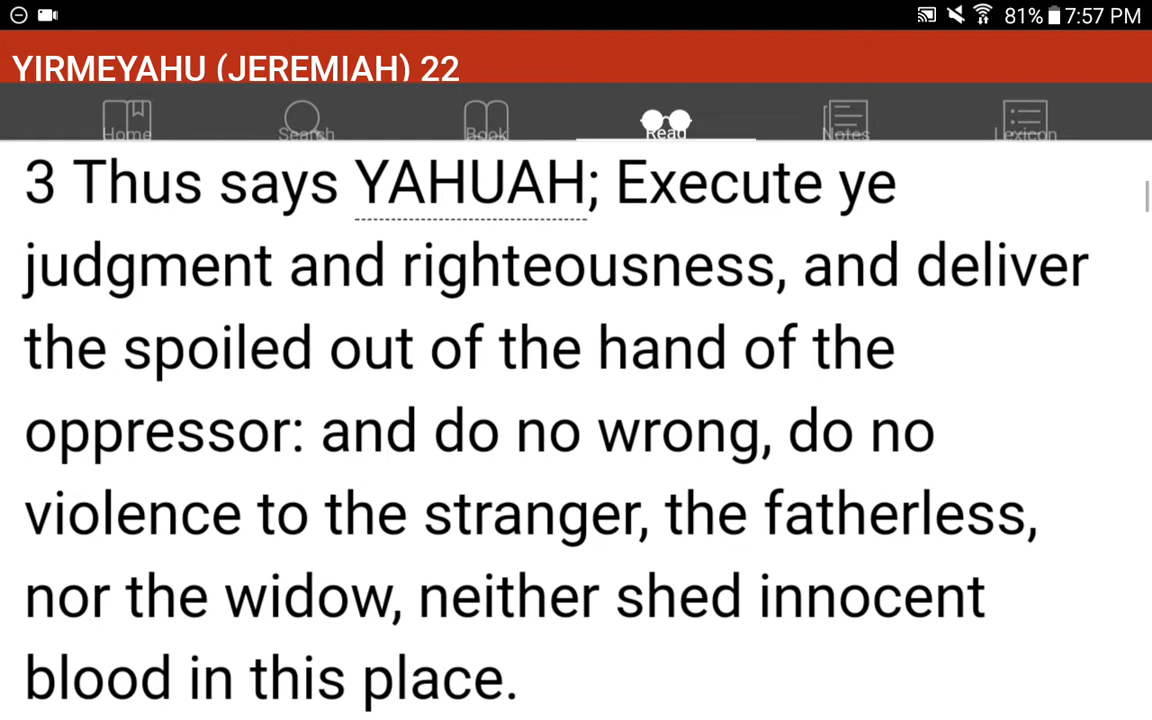 81% 7:57 PM
YIRMEYAHU (JEREMIAH) 22
Home Search Book Read Notes Lexicon
3 Thus says YAHUAH; Execute ye
judgment and righteousness, and deliver
the spoiled out of the hand of the
oppressor: and do no wrong, do no
violence to the stranger, the fatherless,
nor the widow, neither shed innocent
blood in this place.